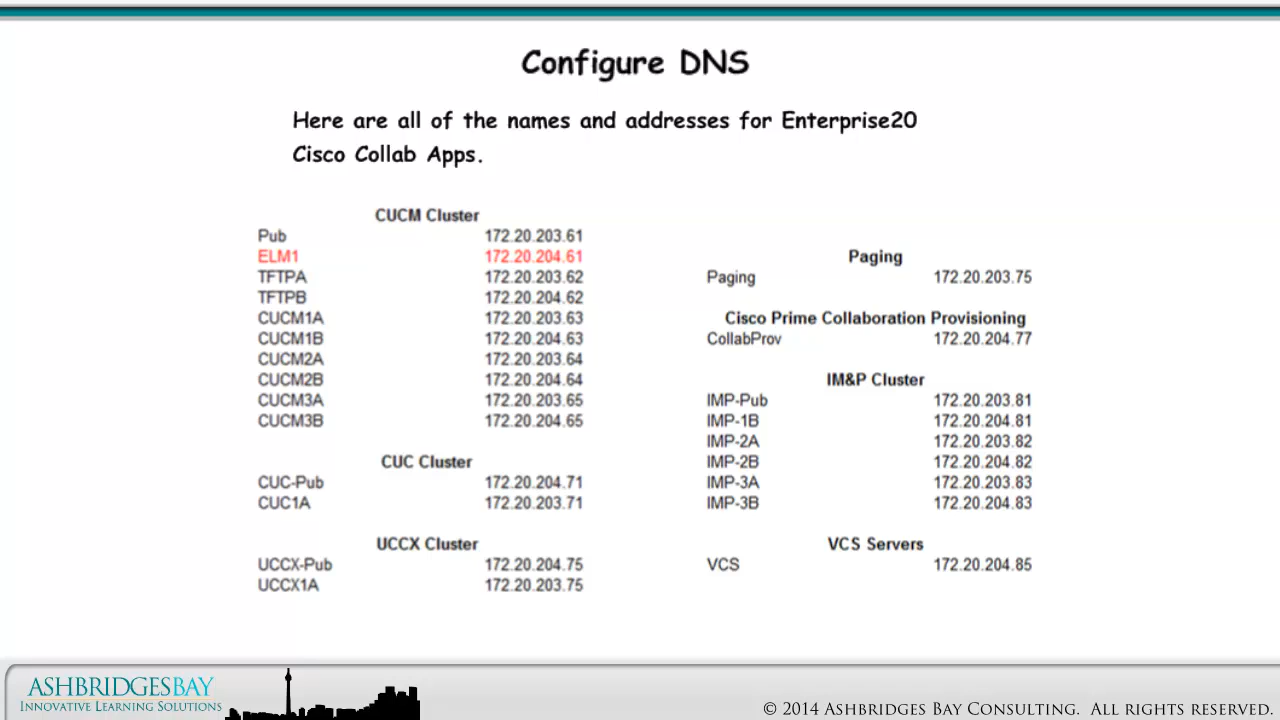 Configure DNS
Here are all of the names and addresses for Enterprise20
Cisco Collab Apps.
CUCM Cluster
Pub 172.20.203.61
ELM1 172.20.204.61
TFTPA 172.20.203.62
TFTPB 172.20.204.62
CUCM1A 172.20.203.63
CUCM1B 172.20.204.63
CUCM2A 172.20.203.64
CUCM2B 172.20.204.64
CUCM3A 172.20.203.65
CUCM3B 172.20.204.65
CUC Cluster
CUC-Pub 172.20.204.71
CUC1A 172.20.203.71
UCCX Cluster
UCCX-Pub 172.20.204.75
UCCX1A 172.20.203.75
Paging
Paging 172.20.203.75
Cisco Prime Collaboration Provisioning
CollabProv 172.20.204.77
IM&P Cluster
IMP-Pub 172.20.203.81
IMP-1B 172.20.204.81
IMP-2A 172.20.203.82
IMP-2B 172.20.204.82
IMP-3A 172.20.203.83
IMP-3B 172.20.204.83
VCS Servers
VCS 172.20.204.85
ASHBRIDGESBAY
INNOVATIVE LEARNING SOLUTIONS
© 2014 ASHBRIDGES BAY CONSULTING. ALL RIGHTS RESERVED.